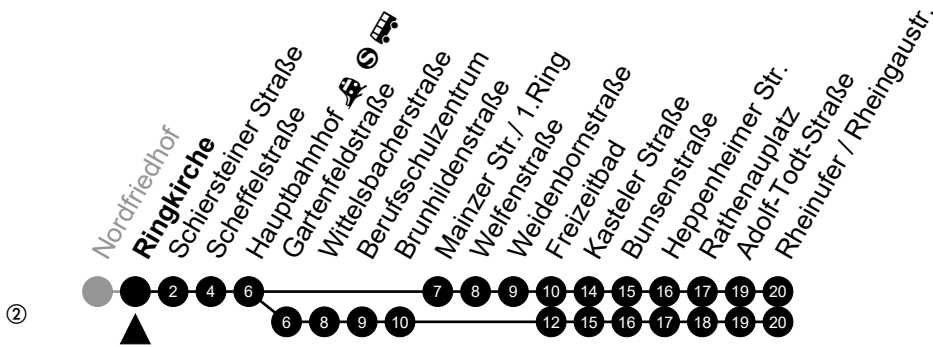 Nordfriedhof
Ringkirche
Schiersteiner Straße
Scheffelstraße
Hauptbahnhof S
Gartenfeldstraße
Wittelsbacherstraße
Berufsschulzentrum
Brunhildenstraße
Mainzer Str./ 1.Ring
Welfenstraße
Weidenbornstraße
Freizeitbad
Kasteler Straße
Bunsenstraße
Heppenheimer Str.
Rathenauplatz
Adolf-Todt-Straße
Rheinufer / Rheingaustr.
2 4 6 7 8 9 10 14 15 16 17 19 20
② 6 8 9 10 12 15 16 17 18 19 20